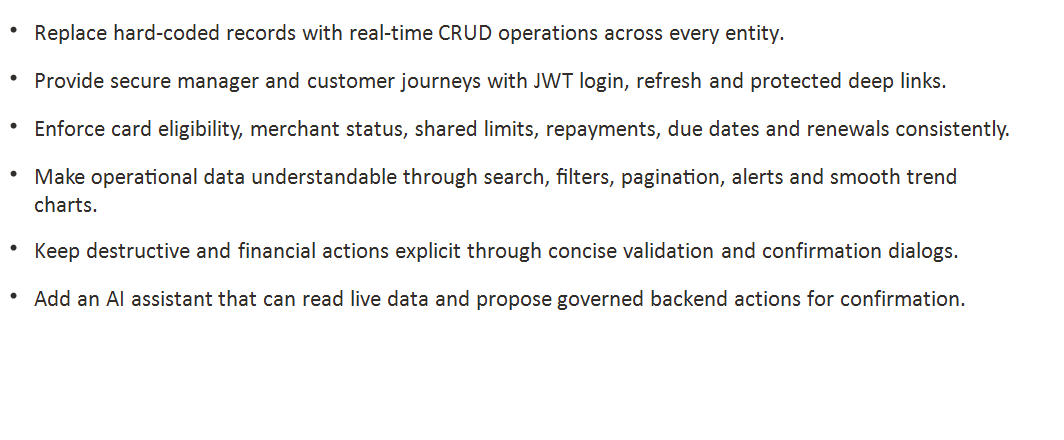 • Replace hard-coded records with real-time CRUD operations across every entity.
• Provide secure manager and customer journeys with JWT login, refresh and protected deep links.
• Enforce card eligibility, merchant status, shared limits, repayments, due dates and renewals consistently.
• Make operational data understandable through search, filters, pagination, alerts and smooth trend
charts.
• Keep destructive and financial actions explicit through concise validation and confirmation dialogs.
• Add an AI assistant that can read live data and propose governed backend actions for confirmation.